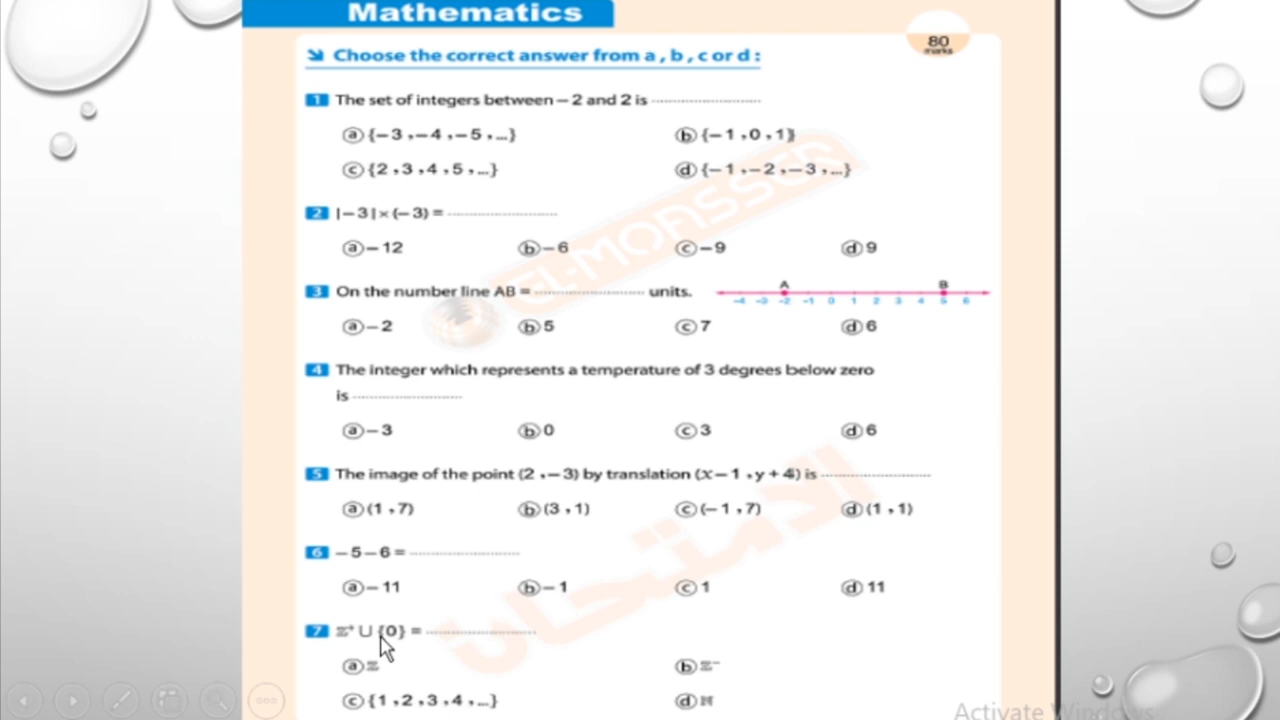 Mathematics
80
marks
Choose the correct answer from a , b , c or d :
1 The set of integers between – 2 and 2 is ............................
a {– 3 , – 4 , – 5 , ...} b {– 1 , 0 , 1}
c {2 , 3 , 4 , 5 , ...} d {– 1 , – 2 , – 3 , ...}
2 | – 3 | × (– 3) = ............................
a – 12 b – 6 c – 9 d 9
3 On the number line AB = ............................ units.
A B
–4 –3 –2 –1 0 1 2 3 4 5 6
a – 2 b 5 c 7 d 6
4 The integer which represents a temperature of 3 degrees below zero
is ............................
a – 3 b 0 c 3 d 6
5 The image of the point (2 , – 3) by translation (x – 1 , y + 4) is ............................
a (1 , 7) b (3 , 1) c (– 1 , 7) d (1 , 1)
6 – 5 – 6 = ............................
a – 11 b – 1 c 1 d 11
7 ℤ⁺ ∪ {0} = ............................
a ℤ b ℤ⁻
c {1 , 2 , 3 , 4 , ...} d ℕ
EL-MOASSER
الامتحان
Activate Windows